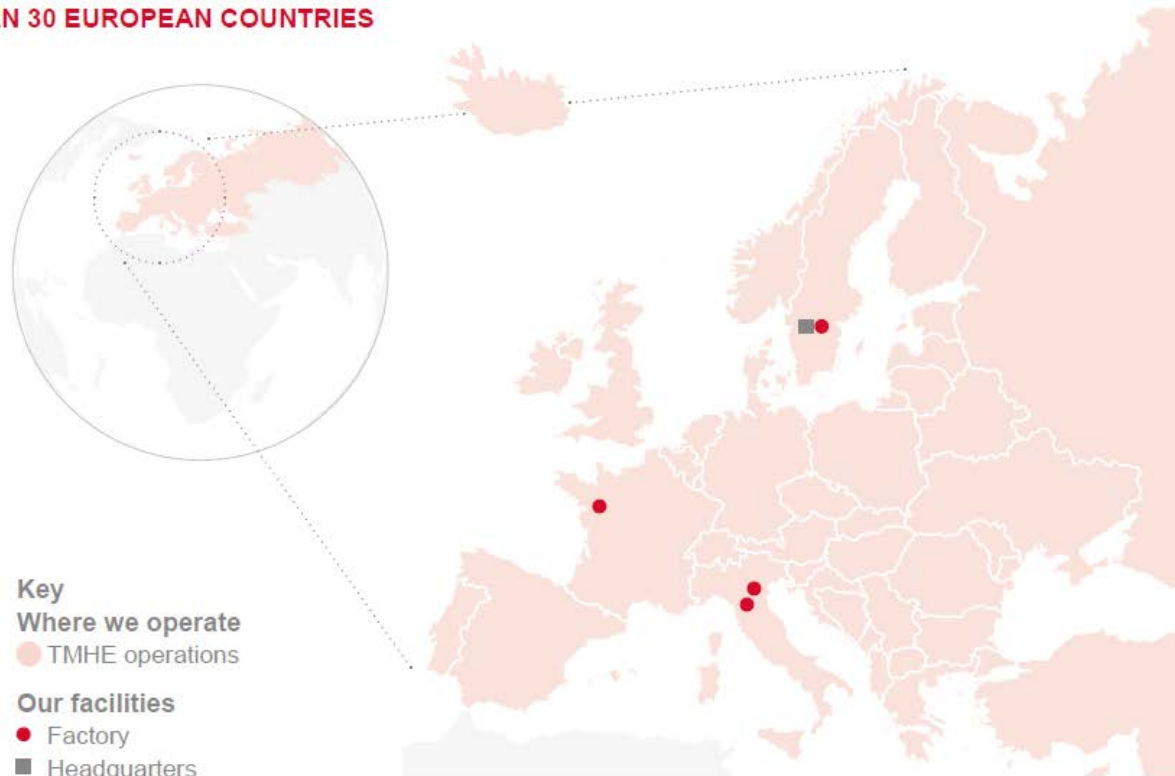 30 EUROPEAN COUNTRIES
Key
Where we operate
TMHE operations
Our facilities
Factory
Headquarters